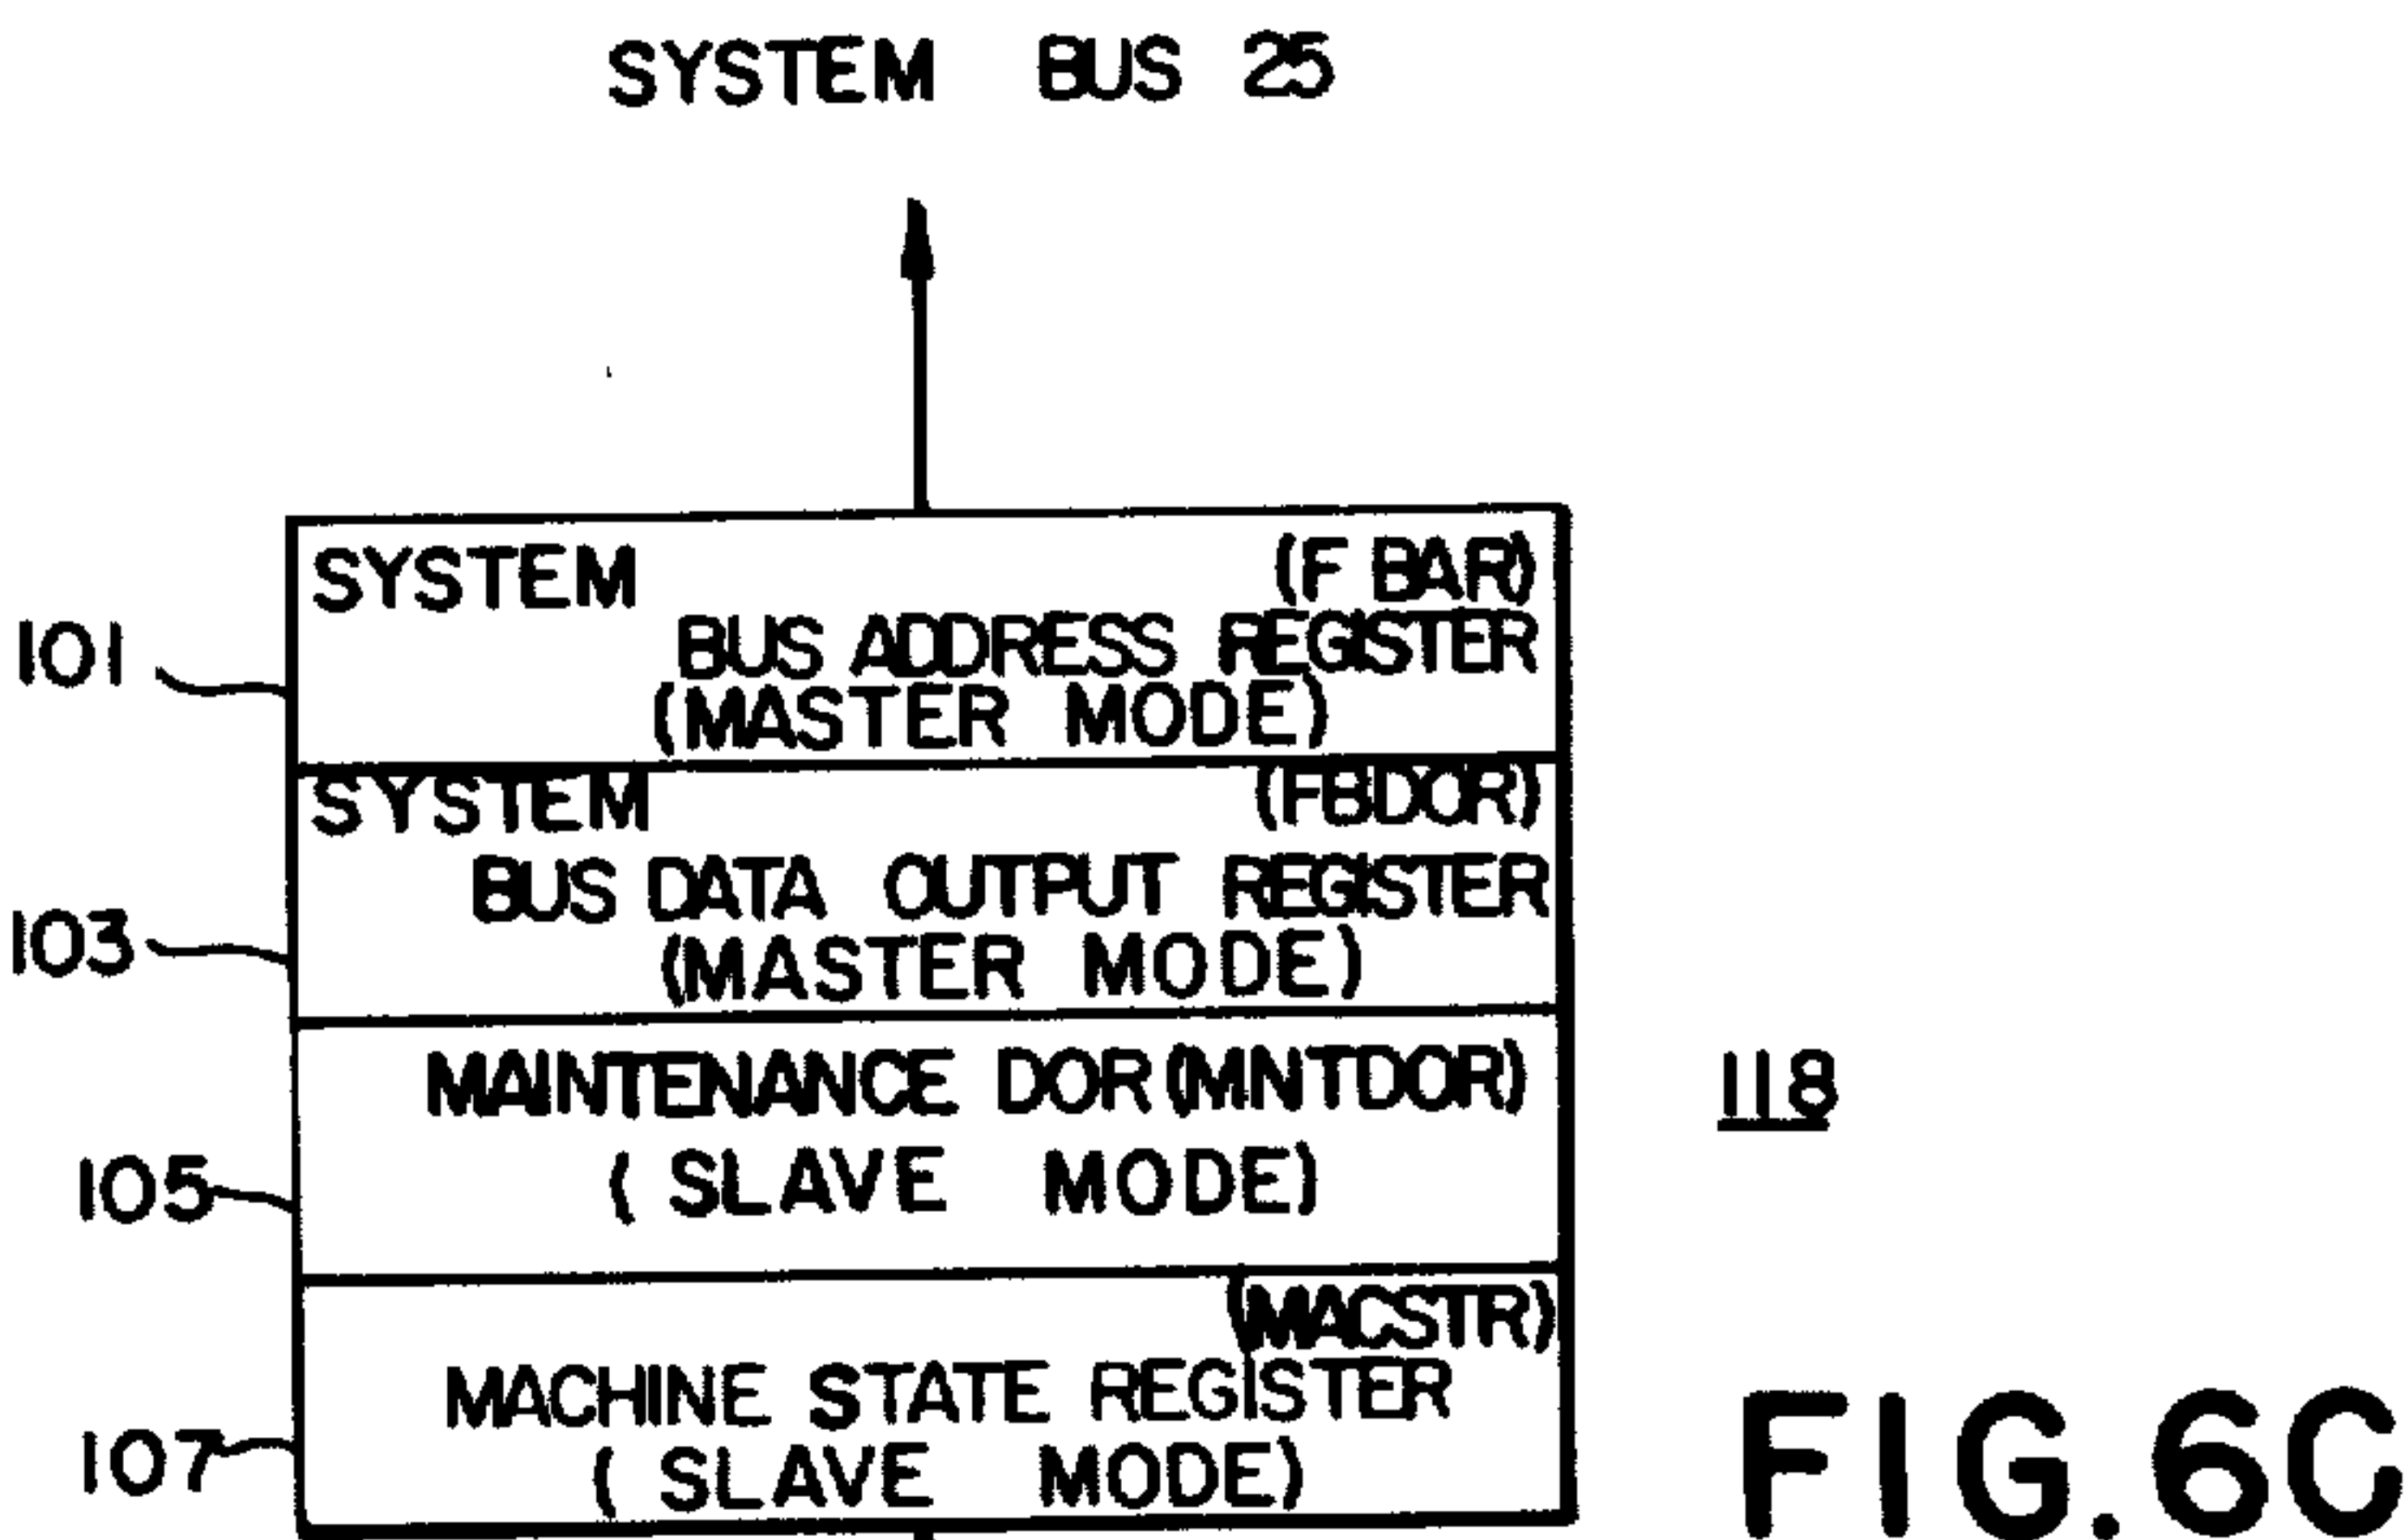 SYSTEM BUS 25
SYSTEM (F BAR)
101
BUS ADDRESS REGISTER
(MASTER MODE)
SYSTEM (FBDOR)
BUS DATA OUTPUT REGISTER
103
(MASTER MODE)
MAINTENANCE DOR (MNTDOR)
118
105
( SLAVE MODE)
(MACSTR)
MACHINE STATE REGISTER
107
( SLAVE MODE)
FIG. 6C